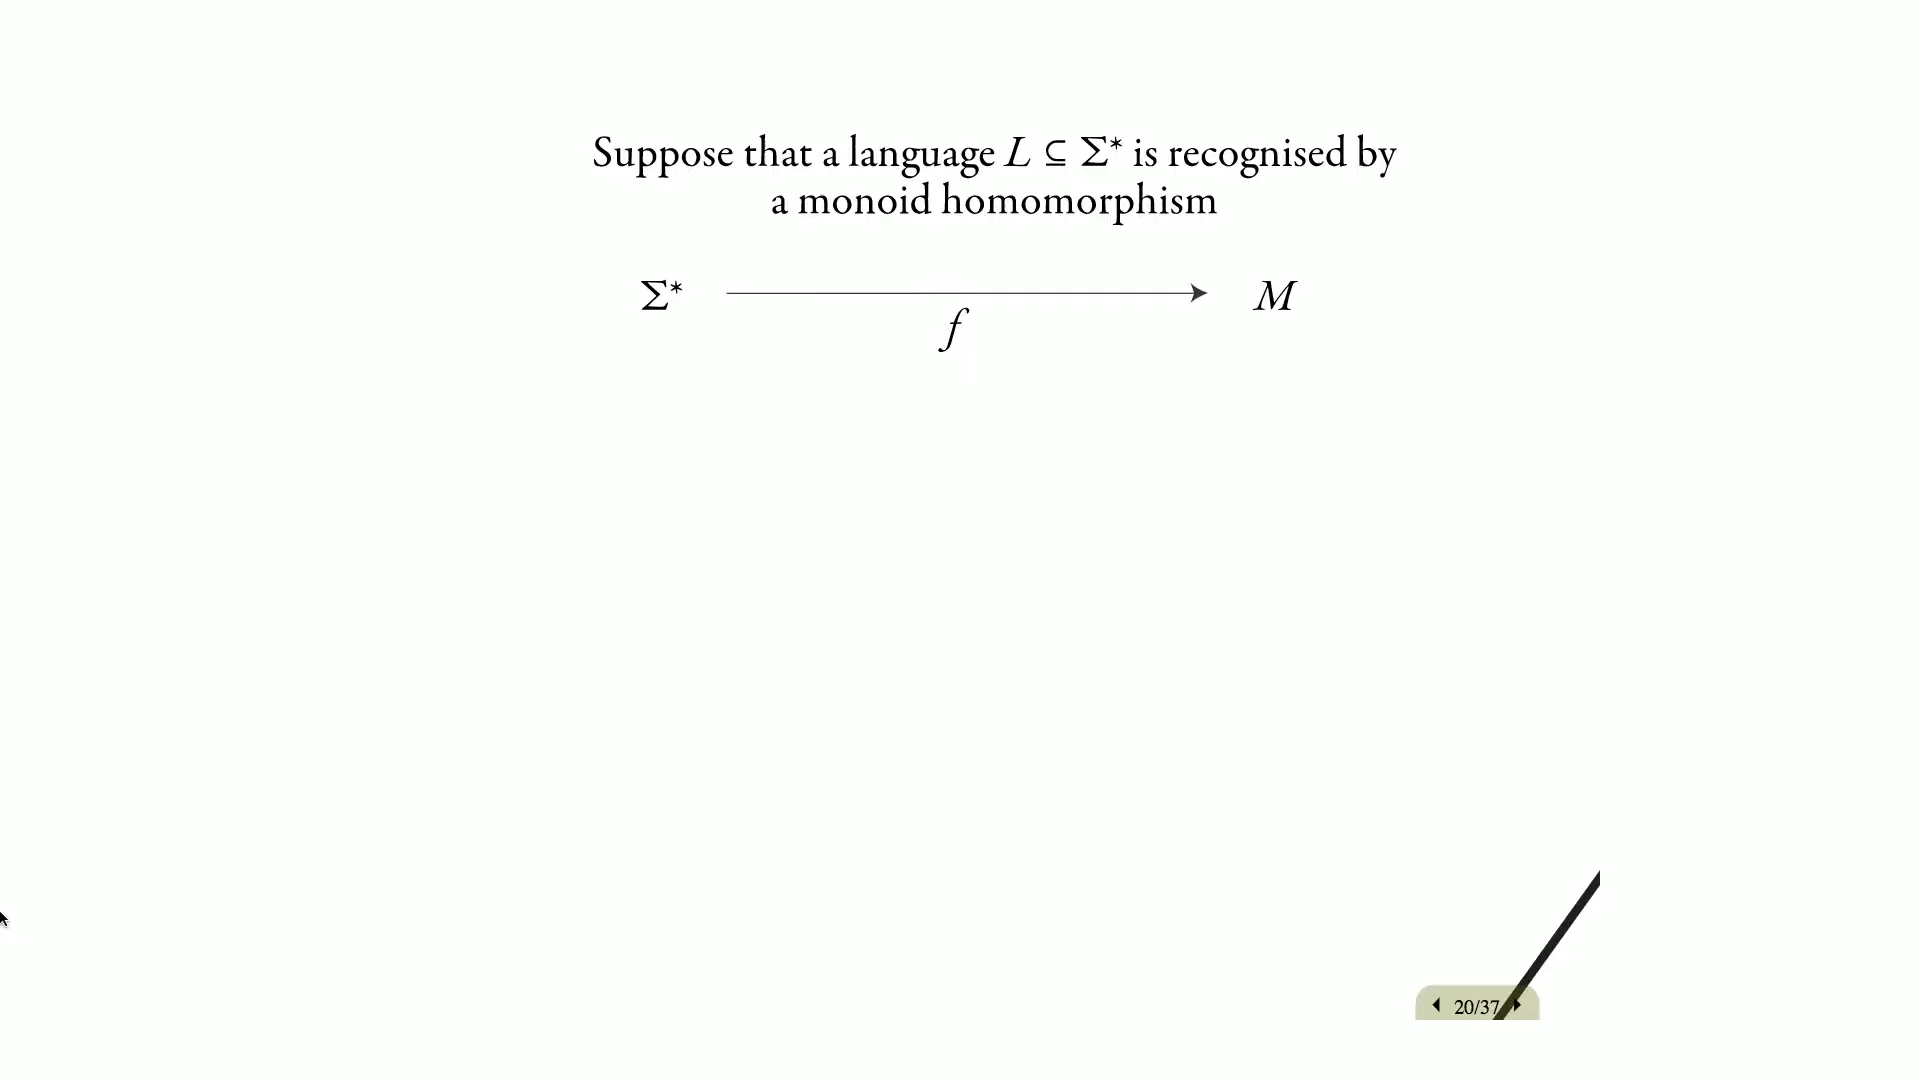 Suppose that a language L ⊆ Σ* is recognised by
a monoid homomorphism
Σ* M
f
20/37